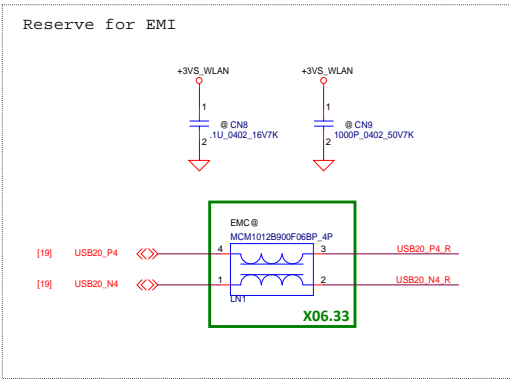 Reserve for EMI
+3VS_WLAN +3VS_WLAN
1 1
@ CN8 @ CN9
.1U_0402_16V7K 1000P_0402_50V7K
2 2
EMC@
MCM1012B900F06BP_4P
[19] USB20_P4 4 3 USB20_P4_R
[19] USB20_N4 1 2 USB20_N4_R
LN1
X06.33